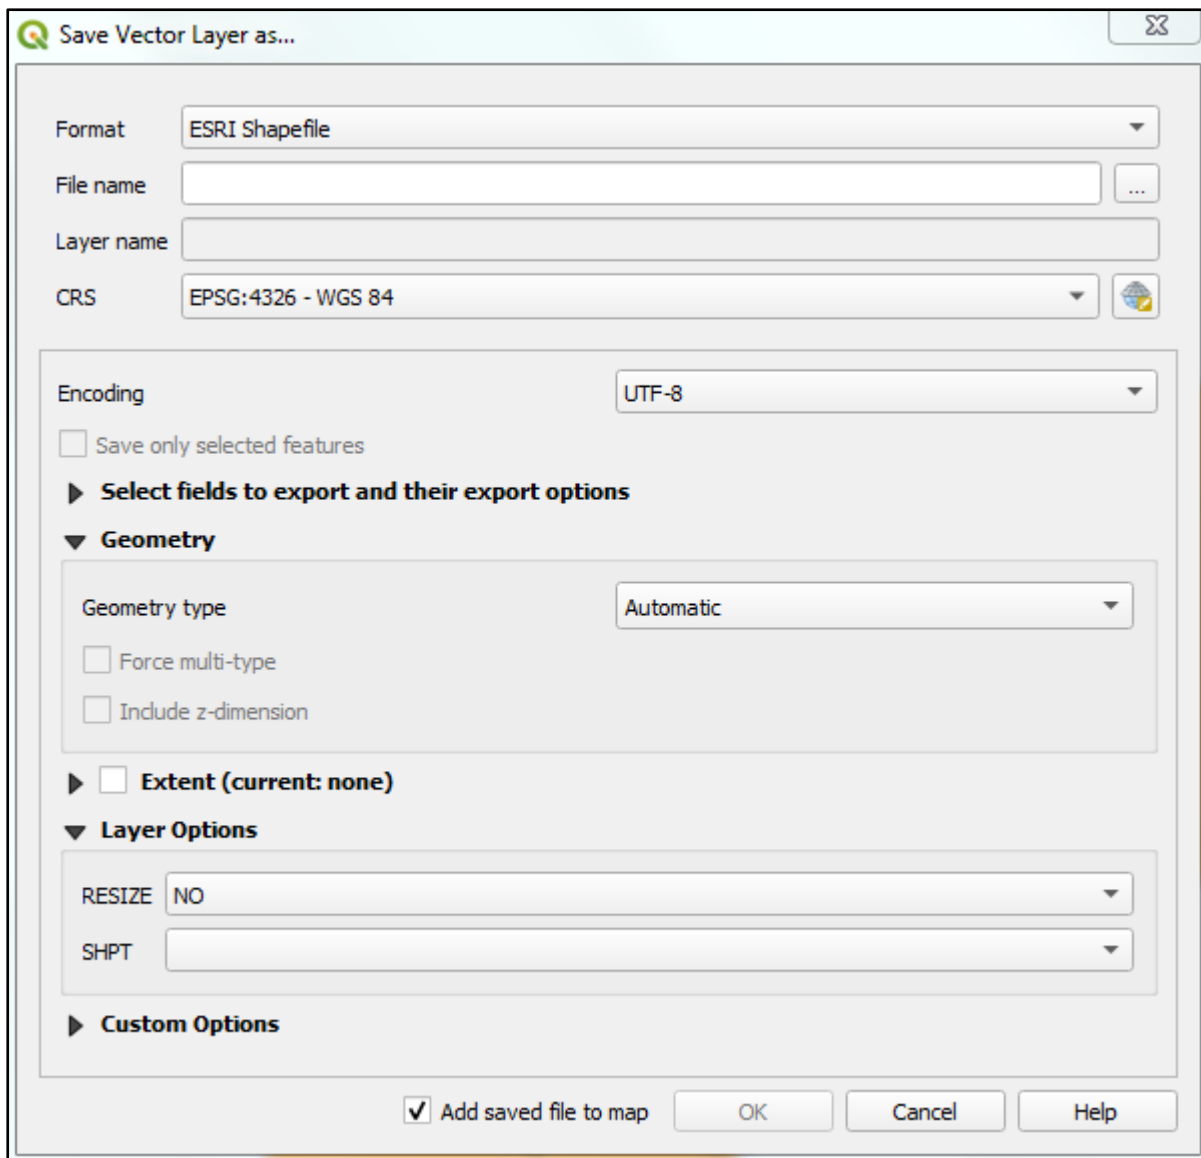 Save Vector Layer as...
Format ESRI Shapefile
File name ...
Layer name
CRS EPSG:4326 - WGS 84
Encoding UTF-8
Save only selected features
Select fields to export and their export options
Geometry
Geometry type Automatic
Force multi-type
Include z-dimension
Extent (current: none)
Layer Options
RESIZE NO
SHPT
Custom Options
Add saved file to map OK Cancel Help